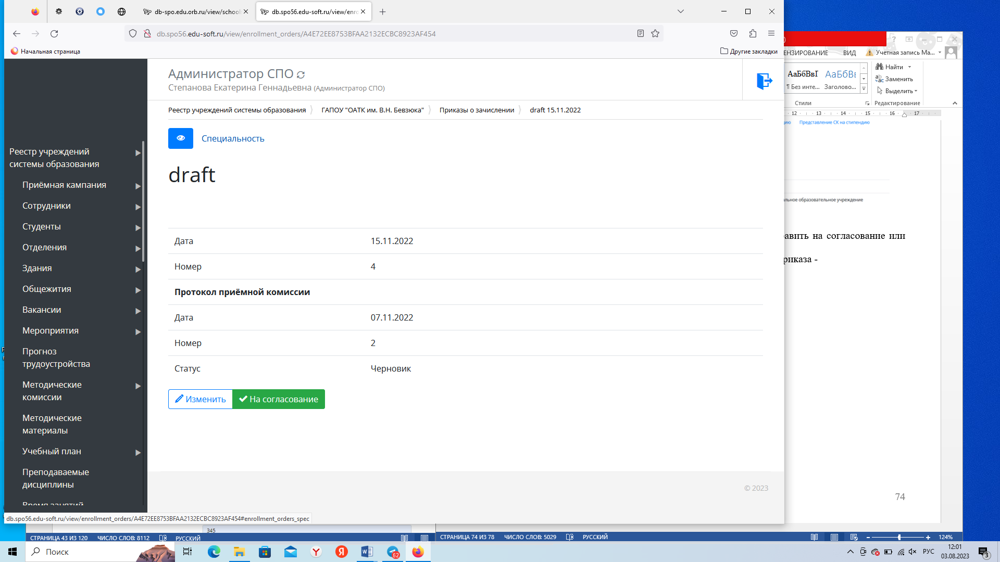 db-spo.edu.orb.ru/view/school
db.spo56.edu-soft.ru/view/enro
db.spo56.edu-soft.ru/view/enrollment_orders/A4E72EE8753BFAA2132ECBC8923AF454
Начальная страница
Другие закладки
Администратор СПО
Степанова Екатерина Геннадьевна (Администратор СПО)
Реестр учреждений системы образования
ГАПОУ "ОАТК им. В.Н. Бевзюка"
Приказы о зачислении
draft 15.11.2022
Специальность
draft
Дата 15.11.2022
Номер 4
Протокол приёмной комиссии
Дата 07.11.2022
Номер 2
Статус Черновик
Изменить
На согласование
© 2023
Реестр учреждений
системы образования
Приёмная кампания
Сотрудники
Студенты
Отделения
Здания
Общежития
Вакансии
Мероприятия
Прогноз
трудоустройства
Методические
комиссии
Методические
материалы
Учебный план
Преподаваемые
дисциплины
Время занятий
db.spo56.edu-soft.ru/view/enrollment_orders/A4E72EE8753BFAA2132ECBC8923AF454#enrollment_orders_spec
ЕНЗИРОВАНИЕ
ВИД
Учетная запись Ма...
АаБбВвГ
АаБбВв
¶ Без инте...
Заголово...
Стили
Найти
Заменить
Выделить
Редактирование
12 13 14 15 16 17
Представление СК на стипендию
льное образовательное учреждение
авить на согласование или
риказа -
74
345
СТРАНИЦА 43 ИЗ 120
ЧИСЛО СЛОВ: 8112
РУССКИЙ
СТРАНИЦА 74 ИЗ 78
ЧИСЛО СЛОВ: 5029
РУССКИЙ
124%
Поиск
62
РУС
12:01
03.08.2023
3